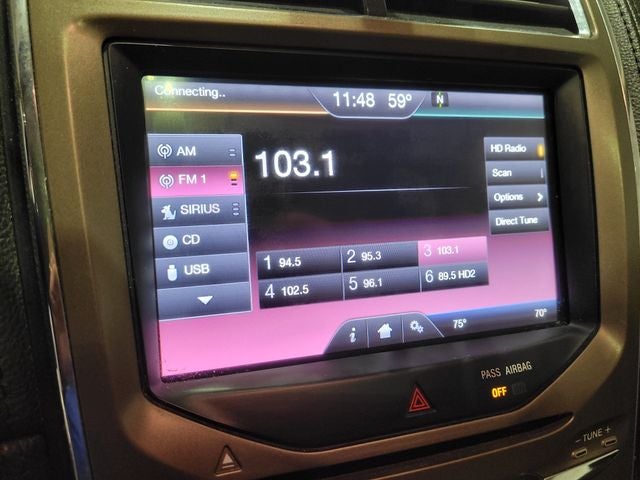 Connecting..
11:48 59° N
AM
FM 1
SIRIUS
CD
USB
103.1
HD Radio
Scan
Options
Direct Tune
1 94.5 2 95.3 3 103.1
4 102.5 5 96.1 6 89.5 HD2
i
75° 70°
PASS AIRBAG
OFF
- TUNE +